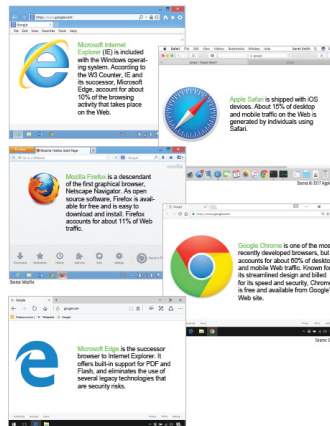 Microsoft Internet
Explorer (IE) is included
with the Windows operat-
ing system. According to
the W3 Counter, IE and
its successor, Microsoft
Edge, account for about
10% of the browsing
activity that takes place
on the Web.
Apple Safari is shipped with iOS
devices. About 15% of desktop
and mobile traffic on the Web is
generated by individuals using
Safari.
Mozilla Firefox is a descendant
of the first graphical browser,
Netscape Navigator. As open
source software, Firefox is avail-
able for free and is easy to
download and install. Firefox
accounts for about 11% of Web
traffic.
Source: Mozilla
Google Chrome is one of the mos
recently developed browsers, but
accounts for about 60% of deskto
and mobile Web traffic. Known for
its streamlined design and billed
for its speed and security, Chrome
is free and available from Google'
Web site.
Microsoft Edge is the successor
browser to Internet Explorer. It
offers built-in support for PDF and
Flash, and eliminates the use of
several legacy technologies that
are security risks.